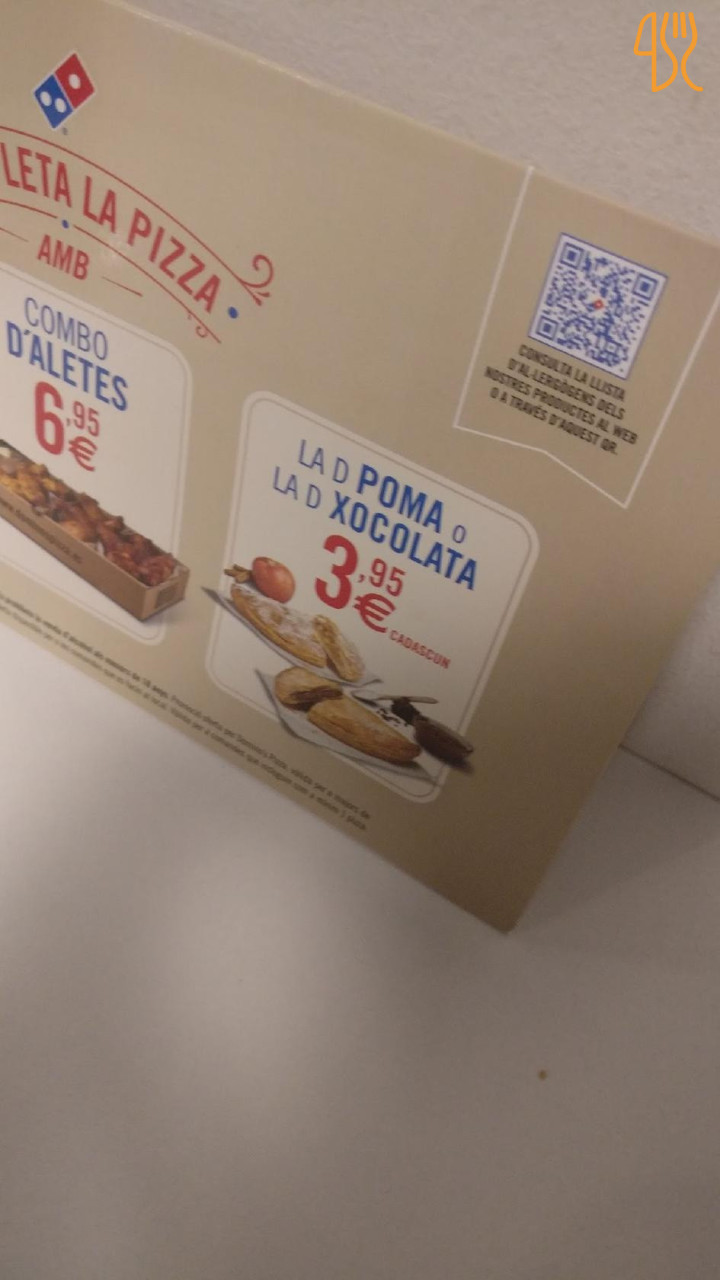 LETA LA PIZZA
AMB
COMBO
D'ALETES
6,95
€
LA D POMA O
LA D XOCOLATA
3,95
€ CADASCUN
CONSULTA LA LLISTA
D'AL·LERGÒGENS DELS
NOSTRES PRODUCTES AL WEB
O A TRAVÉS D'AQUEST QR.